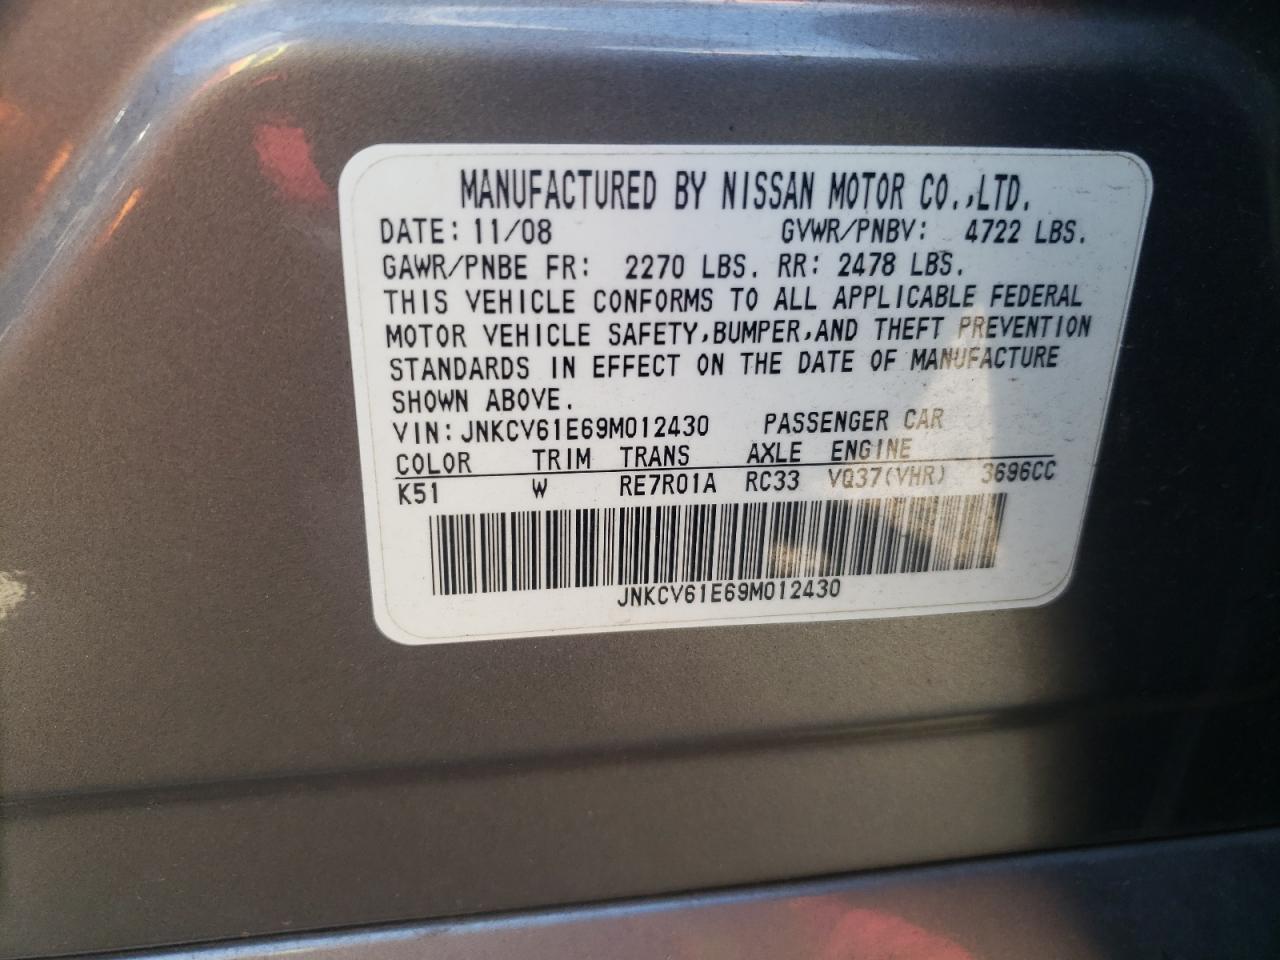 MANUFACTURED BY NISSAN MOTOR CO.,LTD.
DATE: 11/08 GVWR/PNBV: 4722 LBS.
GAWR/PNBE FR: 2270 LBS. RR: 2478 LBS.
THIS VEHICLE CONFORMS TO ALL APPLICABLE FEDERAL
MOTOR VEHICLE SAFETY,BUMPER,AND THEFT PREVENTION
STANDARDS IN EFFECT ON THE DATE OF MANUFACTURE
SHOWN ABOVE.
VIN: JNKCV61E69M012430 PASSENGER CAR
COLOR TRIM TRANS AXLE ENGINE
K51 W RE7R01A RC33 VQ37(VHR) 3696CC
JNKCV61E69M012430